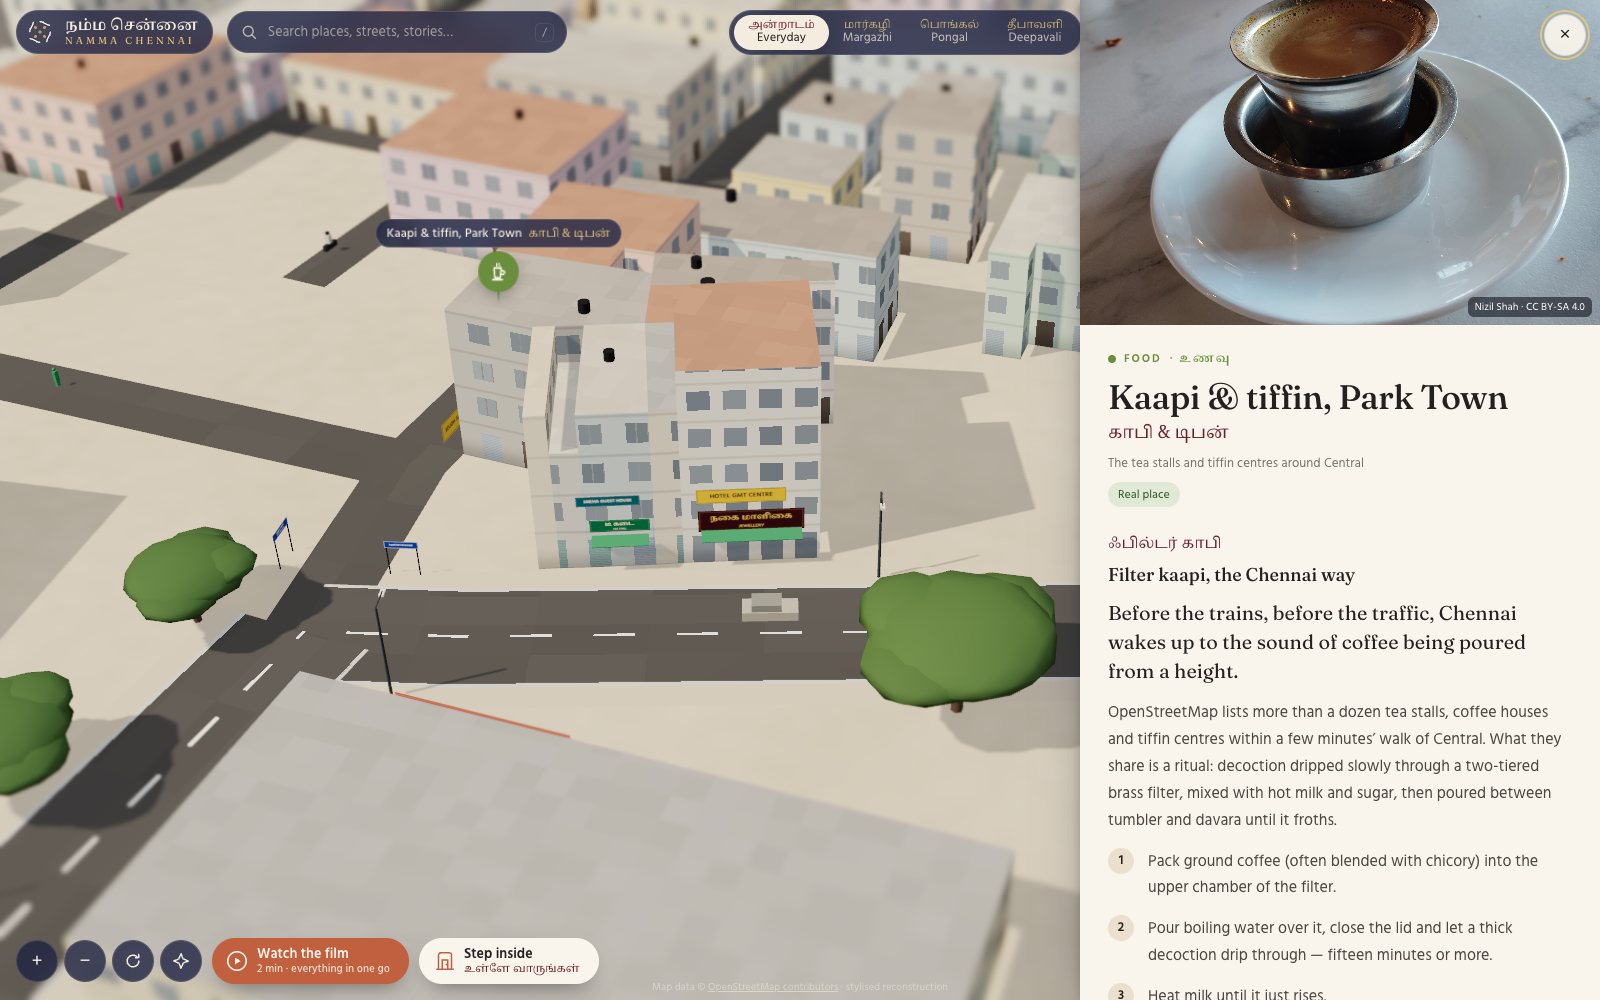 நம்ம சென்னை
NAMMA CHENNAI
Search places, streets, stories...
/
அன்றாடம்
Everyday
மார்கழி
Margazhi
பொங்கல்
Pongal
தீபாவளி
Deepavali
×
Kaapi & tiffin, Park Town காபி & டிபன்
HOTEL GMT CENTRE
நகை மாளிகை
JEWELLERY
Nizil Shah · CC BY-SA 4.0
FOOD · உணவு
Kaapi & tiffin, Park Town
காபி & டிபன்
The tea stalls and tiffin centres around Central
Real place
ஃபில்டர் காபி
Filter kaapi, the Chennai way
Before the trains, before the traffic, Chennai
wakes up to the sound of coffee being poured
from a height.
OpenStreetMap lists more than a dozen tea stalls, coffee houses
and tiffin centres within a few minutes’ walk of Central. What they
share is a ritual: decoction dripped slowly through a two-tiered
brass filter, mixed with hot milk and sugar, then poured between
tumbler and davara until it froths.
1 Pack ground coffee (often blended with chicory) into the
upper chamber of the filter.
2 Pour boiling water over it, close the lid and let a thick
decoction drip through — fifteen minutes or more.
3 Heat milk until it just rises.
+
−
Watch the film
2 min · everything in one go
Step inside
உள்ளே வாருங்கள்
Map data © OpenStreetMap contributors · stylised reconstruction